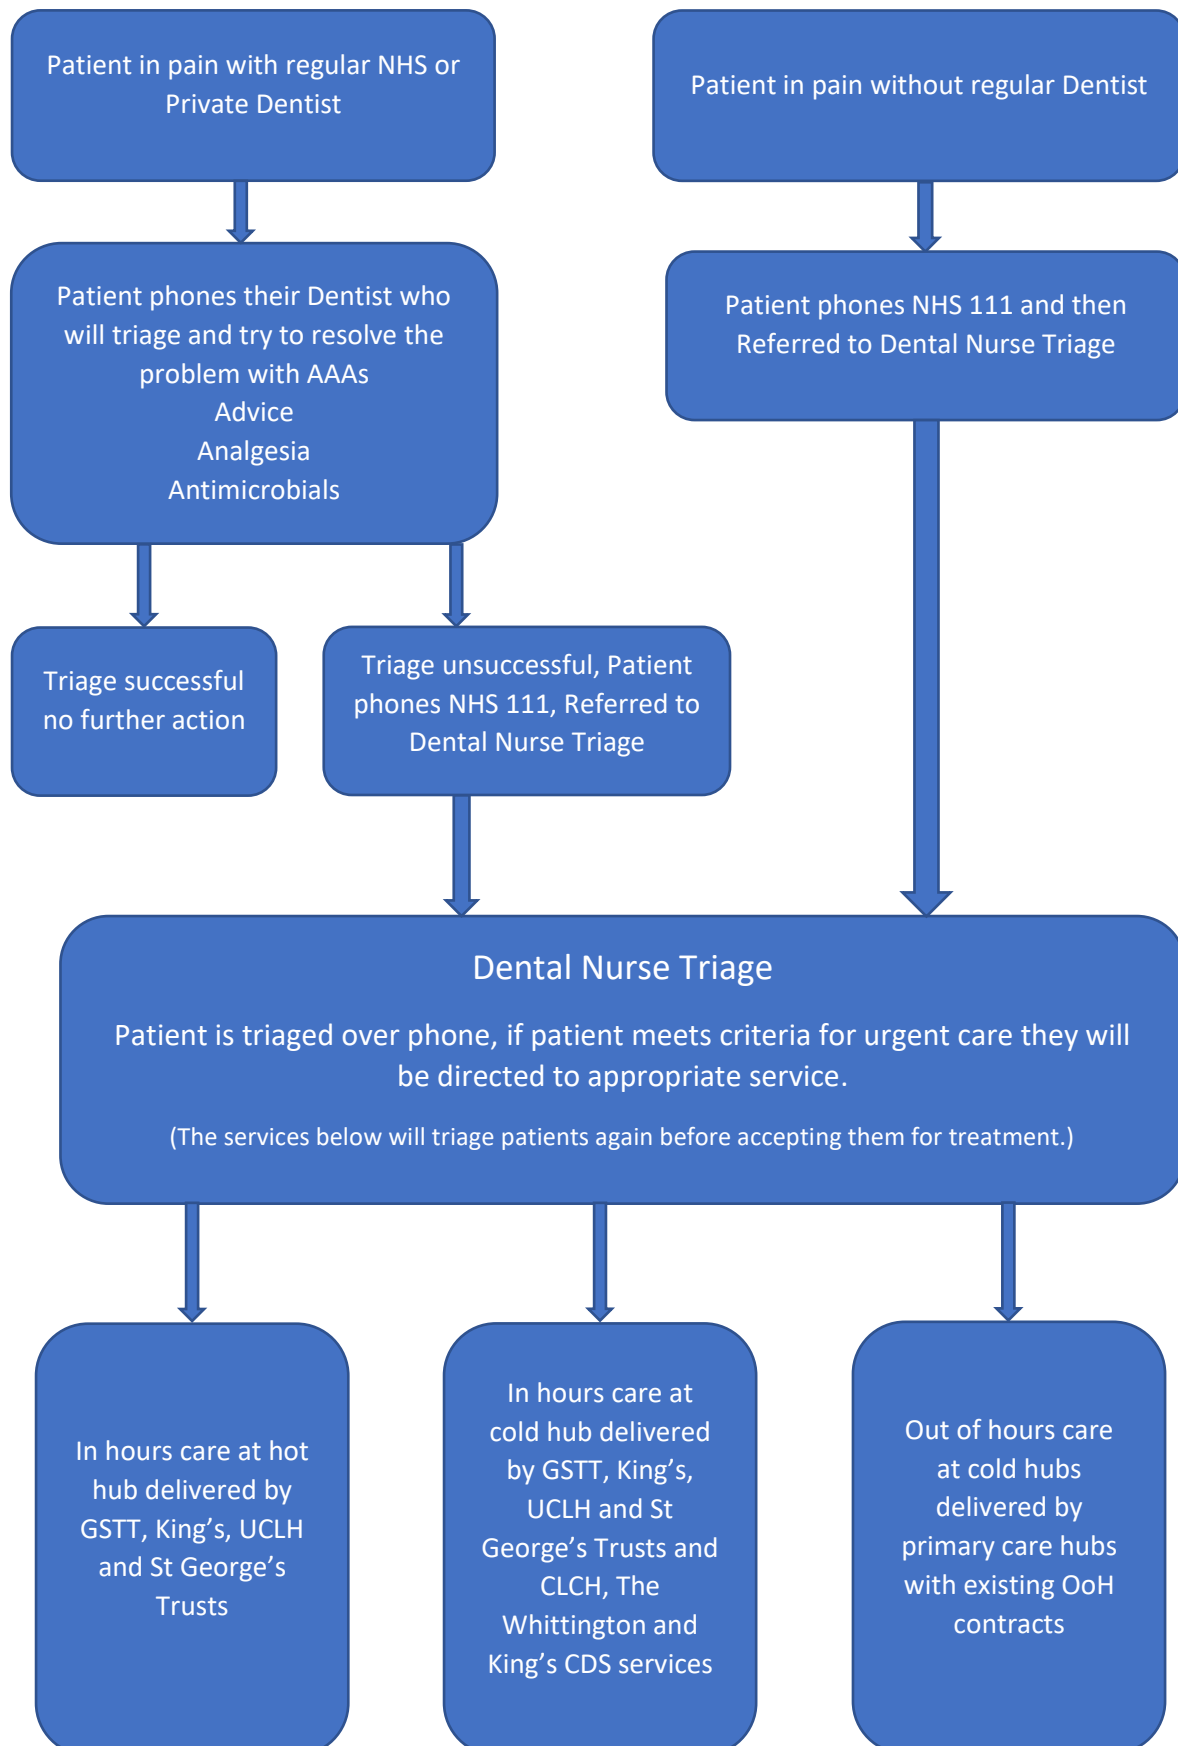 Patient in pain with regular NHS or
Private Dentist
Patient in pain without regular Dentist
Patient phones their Dentist who
will triage and try to resolve the
problem with AAAs
Advice
Analgesia
Antimicrobials
Patient phones NHS 111 and then
Referred to Dental Nurse Triage
Triage successful
no further action
Triage unsuccessful, Patient
phones NHS 111, Referred to
Dental Nurse Triage
Dental Nurse Triage
Patient is triaged over phone, if patient meets criteria for urgent care they will
be directed to appropriate service.
(The services below will triage patients again before accepting them for treatment.)
In hours care at hot
hub delivered by
GSTT, King’s, UCLH
and St George’s
Trusts
In hours care at
cold hub delivered
by GSTT, King’s,
UCLH and St
George’s Trusts and
CLCH, The
Whittington and
King’s CDS services
Out of hours care
at cold hubs
delivered by
primary care hubs
with existing OoH
contracts